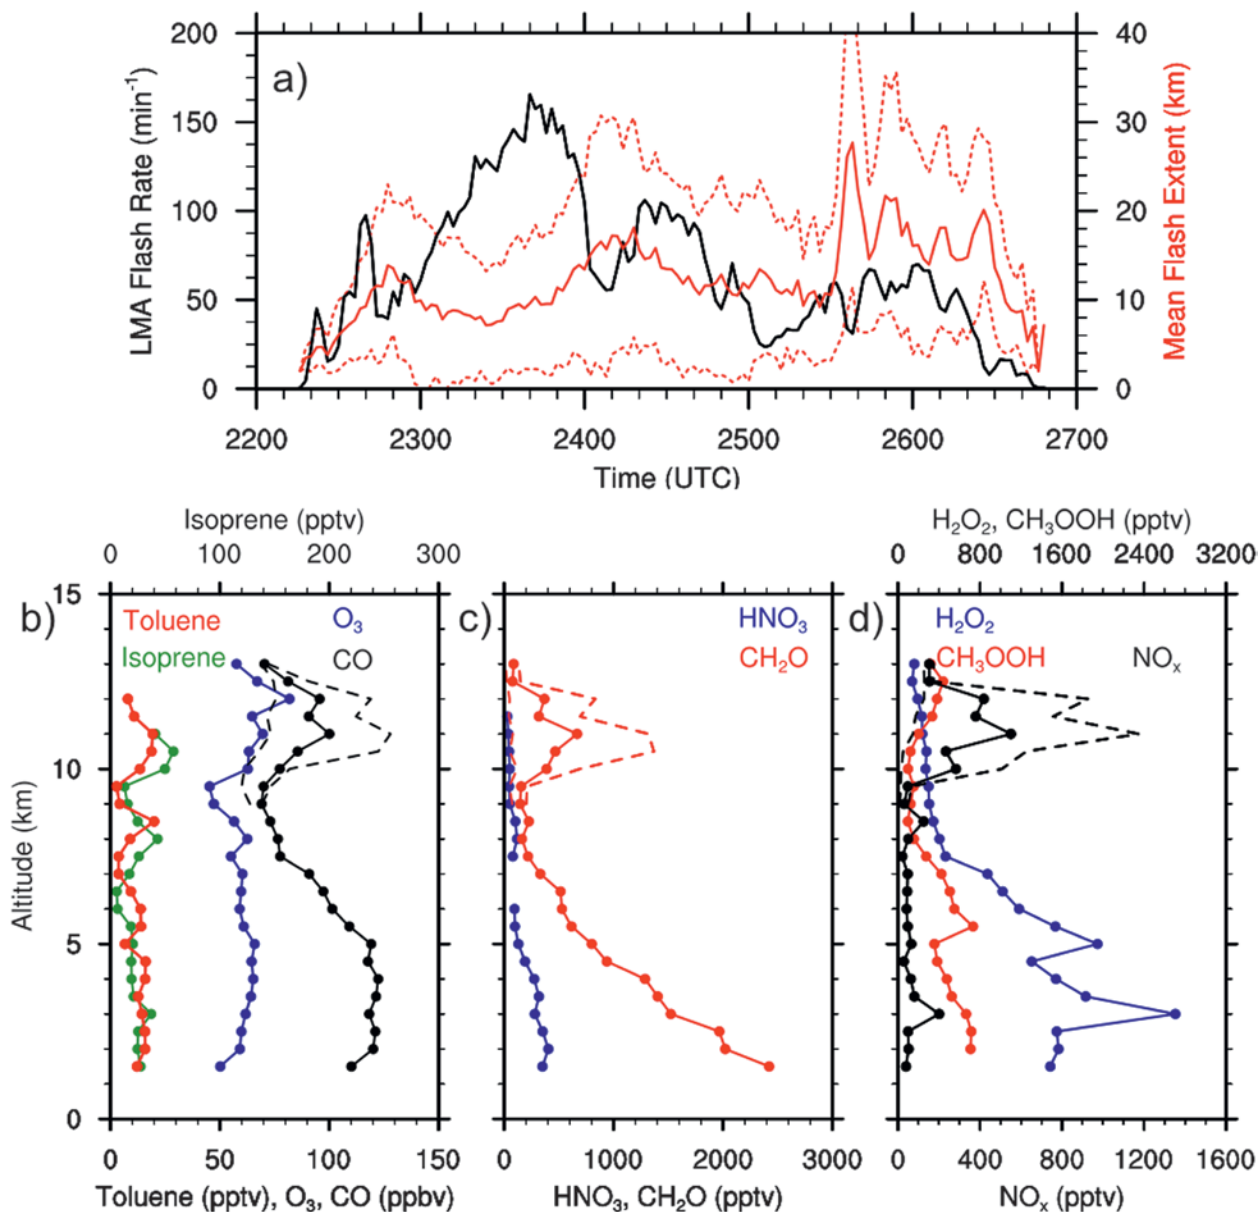 a)
LMA Flash Rate (min⁻¹)
200
150
100
50
0
40
30
20
10
0
Mean Flash Extent (km)
2200 2300 2400 2500 2600 2700
Time (UTC)
Isoprene (pptv)
0 100 200 300
H₂O₂, CH₃OOH (pptv)
0 800 1600 2400 3200
b)
Toluene O₃
Isoprene CO
c)
HNO₃
CH₂O
d)
H₂O₂
CH₃OOH NOₓ
Altitude (km)
15
10
5
0
0 50 100 150
Toluene (pptv), O₃, CO (ppbv)
0 1000 2000 3000
HNO₃, CH₂O (pptv)
0 400 800 1200 1600
NOₓ (pptv)